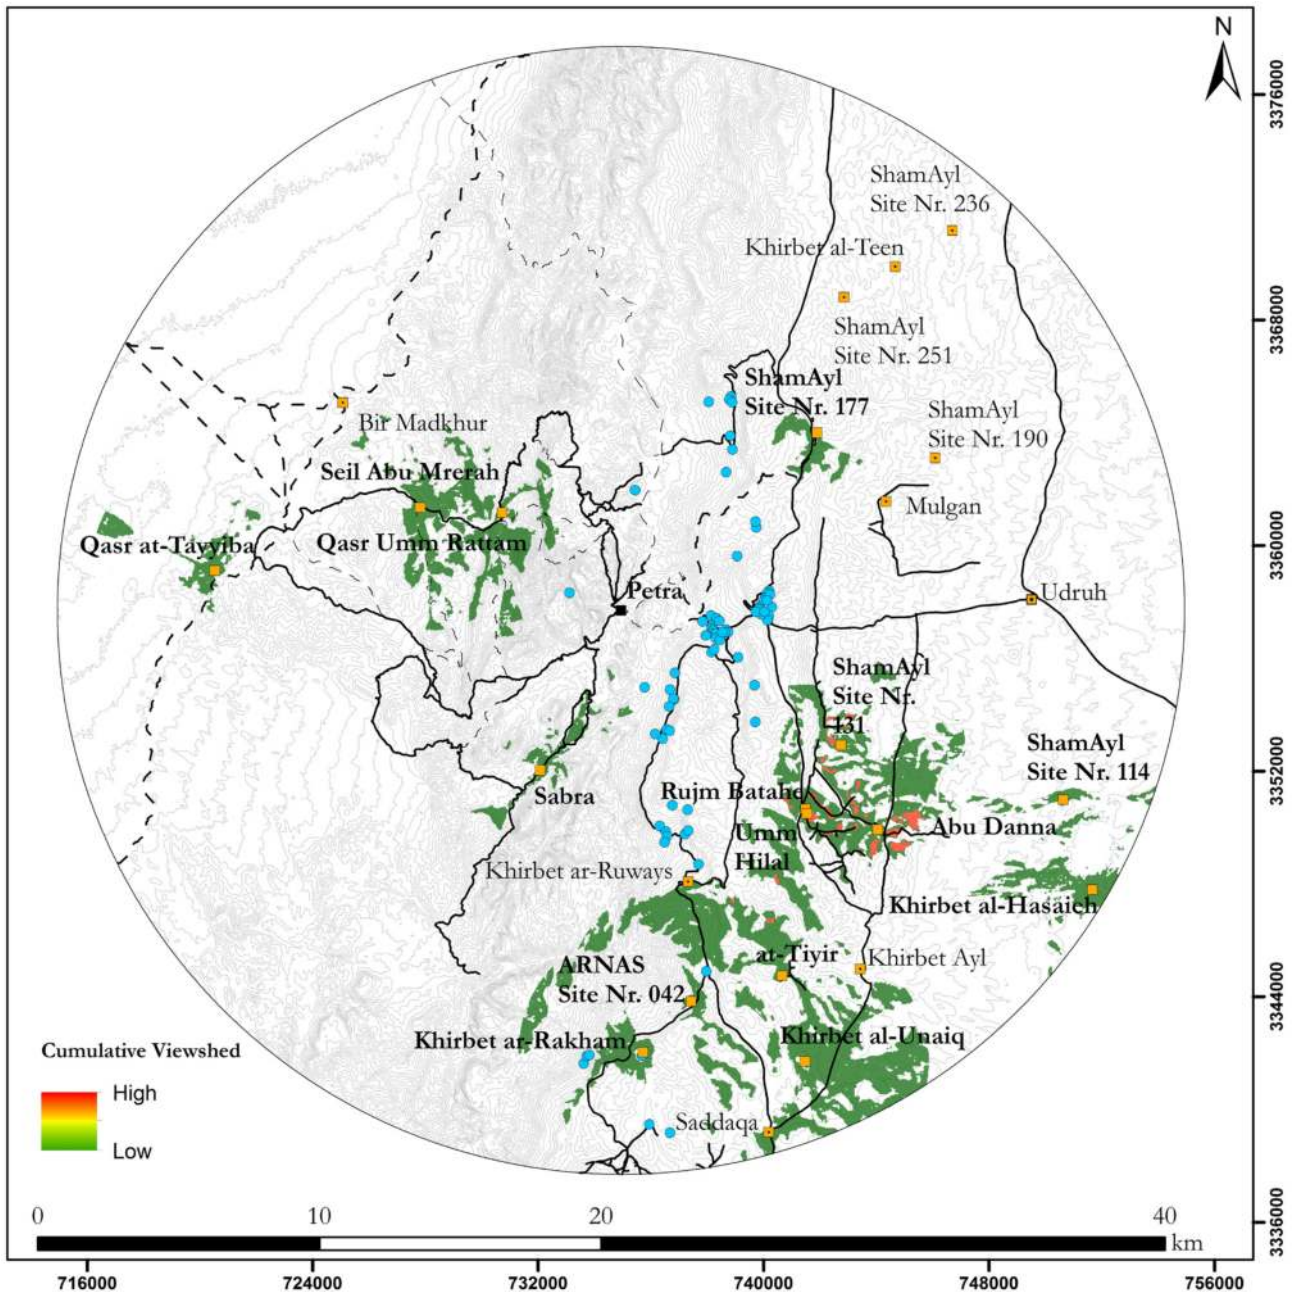 N
3376000
ShamAyl
Site Nr. 236
Khirbet al-Teen
3368000
ShamAyl
Site Nr. 251
ShamAyl
Site Nr. 177
ShamAyl
Site Nr. 190
Bir Madkhur
Seil Abu Mrerah
Mulgan
Qasr at-Tayyiba
Qasr Umm Rattam
3360000
Petra
Udruh
ShamAyl
Site Nr.
131
ShamAyl
Site Nr. 114
3352000
Sabra
Rujm Batahe
Umm
Hilal
Abu Danna
Khirbet ar-Ruways
Khirbet al-Hasaieh
at-Tiyir
Khirbet Ayl
ARNAS
Site Nr. 042
3344000
Khirbet ar-Rakham
Khirbet al-Unaiq
Cumulative Viewshed
High
Low
Saddaqa
0 10 20 40
km
3336000
716000 724000 732000 740000 748000 756000